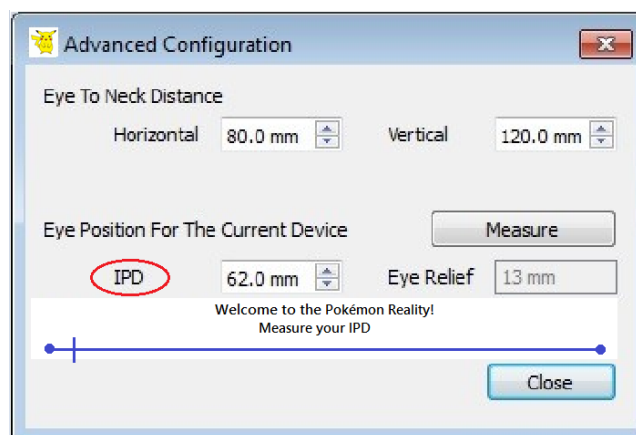 Advanced Configuration
Eye To Neck Distance
Horizontal 80.0 mm Vertical 120.0 mm
Eye Position For The Current Device Measure
IPD 62.0 mm Eye Relief 13 mm
Welcome to the Pokémon Reality!
Measure your IPD
Close